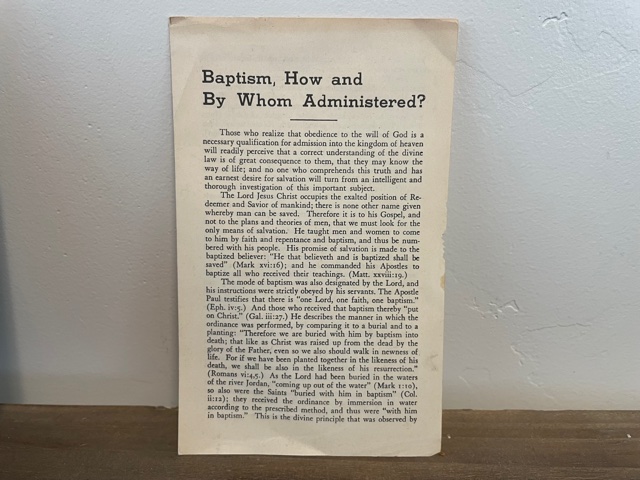 Baptism, How and
By Whom Administered?
Those who realize that obedience to the will of God is a
necessary qualification for admission into the kingdom of heaven
will readily perceive that a correct understanding of the divine
law is of great consequence to them, that they may know the
way of life; and no one who comprehends this truth and has
an earnest desire for salvation will turn from an intelligent and
thorough investigation of this important subject.
The Lord Jesus Christ occupies the exalted position of Re-
deemer and Savior of mankind; there is none other name given
whereby man can be saved. Therefore it is to his Gospel, and
not to the plans and theories of men, that we must look for the
only means of salvation. He taught men and women to come
to him by faith and repentance and baptism, and thus be num-
bered with his people. His promise of salvation is made to the
baptized believer: "He that believeth and is baptized shall be
saved" (Mark xvi:16); and he commanded his Apostles to
baptize all who received their teachings. (Matt. xxviii:19.)
The mode of baptism was also designated by the Lord, and
his instructions were strictly obeyed by his servants. The Apostle
Paul testifies that there is "one Lord, one faith, one baptism."
(Eph. iv:5.) And those who received that baptism thereby "put
on Christ." (Gal. iii:27.) He describes the manner in which the
ordinance was performed, by comparing it to a burial and to a
planting: "Therefore we are buried with him by baptism into
death; that like as Christ was raised up from the dead by the
glory of the Father, even so we also should walk in newness of
life. For if we have been planted together in the likeness of his
death, we shall be also in the likeness of his resurrection."
(Romans vi:4,5.) As the Lord had been buried in the waters
of the river Jordan, "coming up out of the water" (Mark 1:10),
so also were the Saints "buried with him in baptism" (Col.
ii:12); they received the ordinance by immersion in water
according to the prescribed method, and thus were "with him
in baptism." This is the divine principle that was observed by